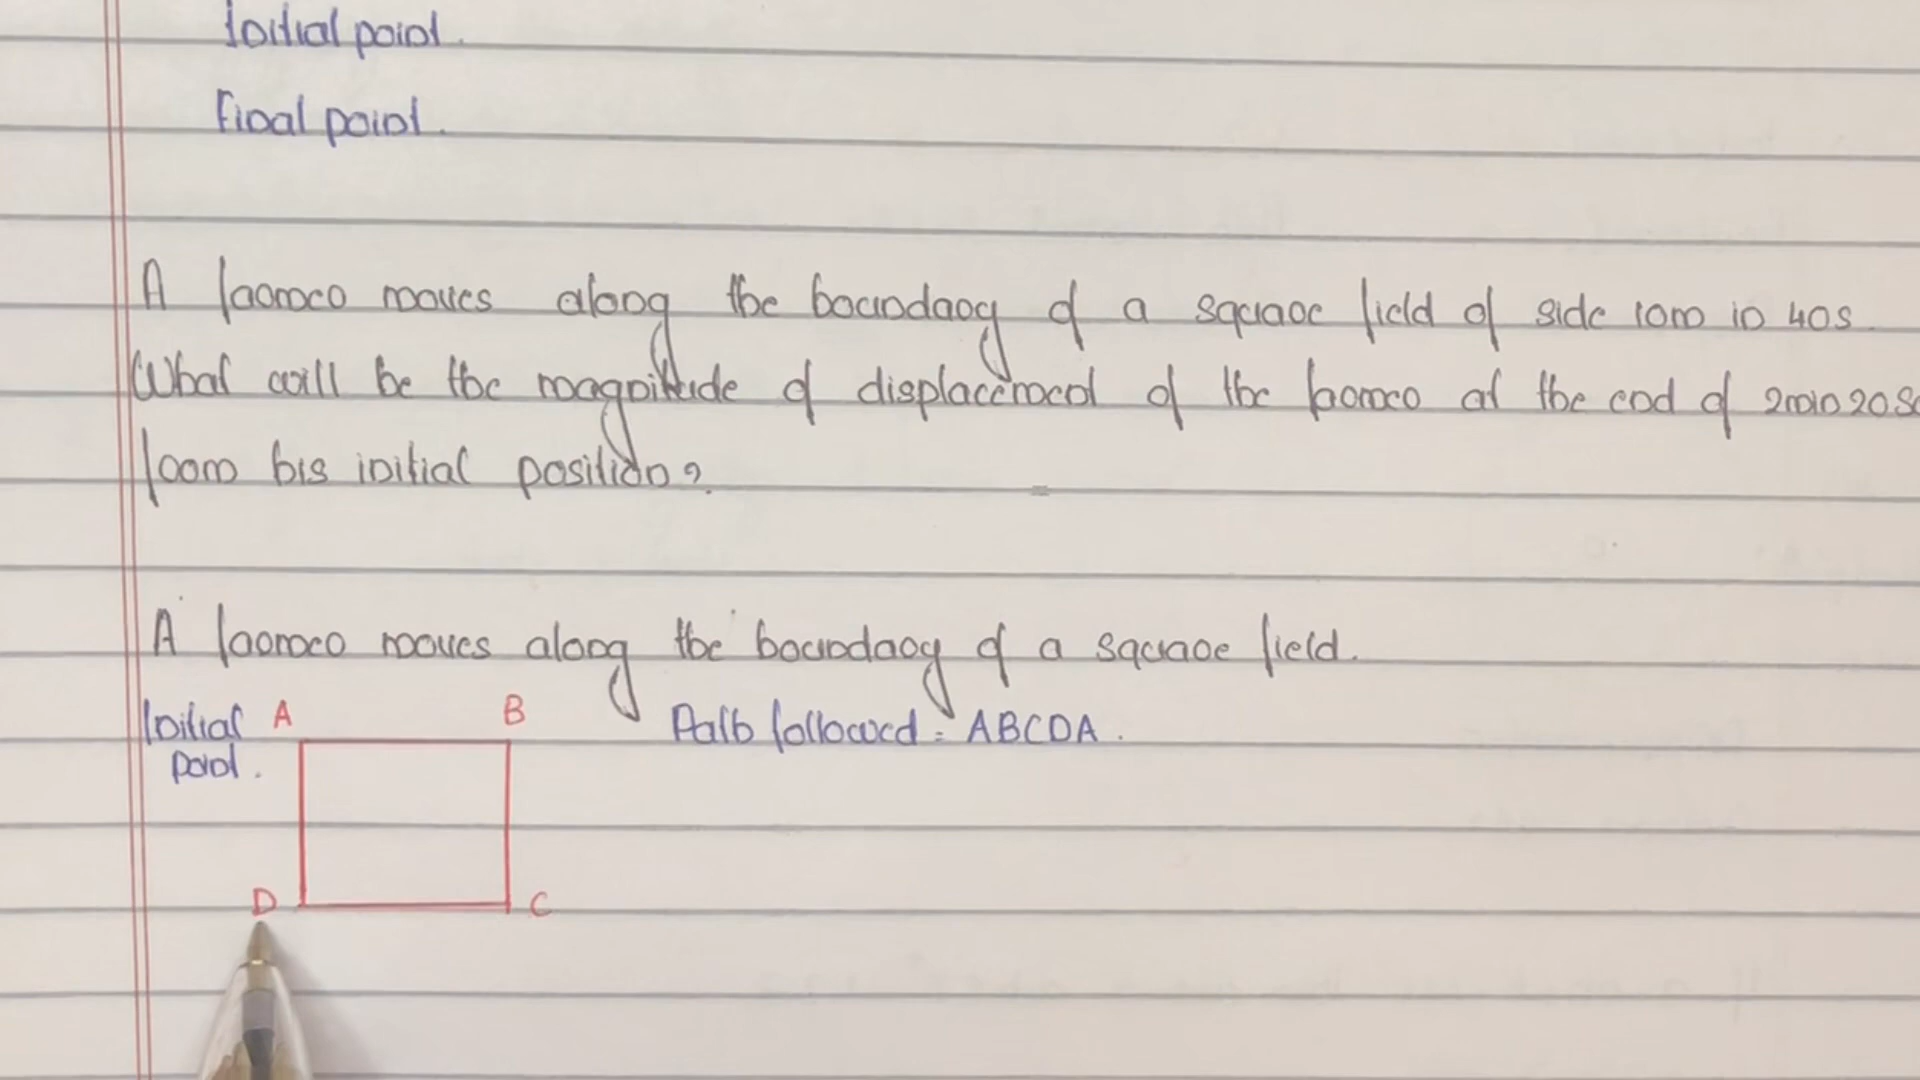 Initial point.
Final point.
A farmer moves along the boundary of a square field of side 10m in 40s.
What will be the magnitude of displacement of the farmer at the end of 2min20s
from his initial position?
A farmer moves along the boundary of a square field.
Initial A B Path followed = ABCDA.
point.
D C